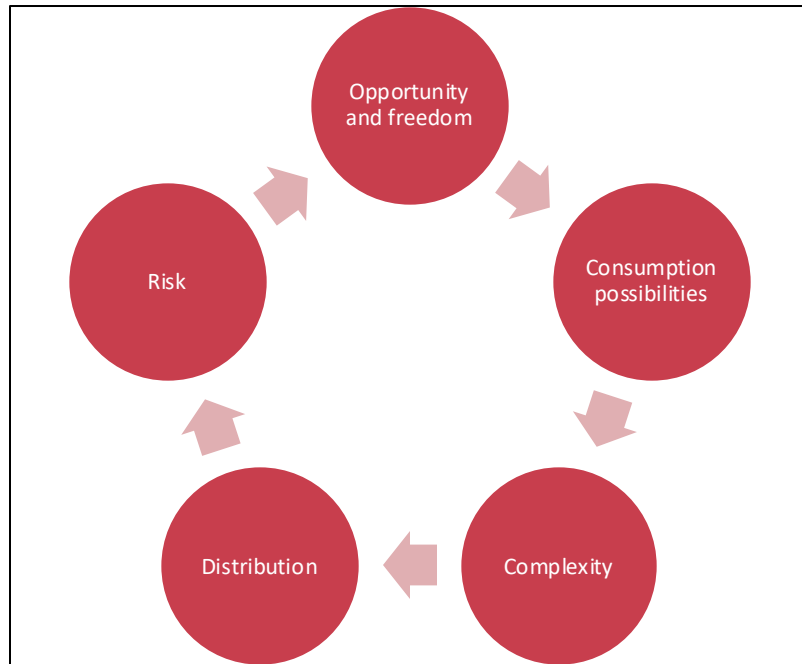 Opportunity
and freedom
Consumption
possibilities
Complexity
Distribution
Risk